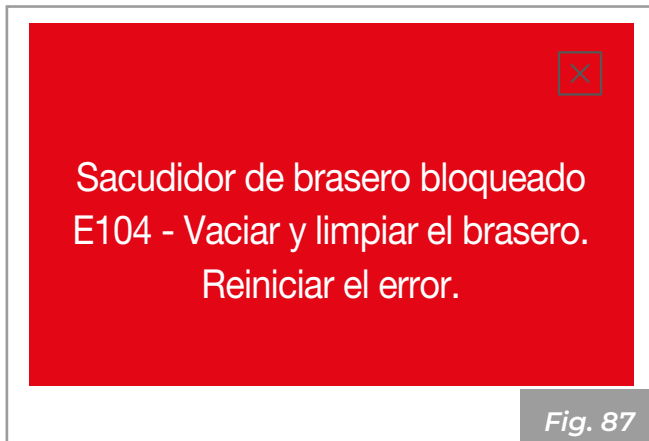 Sacudidor de brasero bloqueado
E104 - Vaciar y limpiar el brasero.
Reiniciar el error.
Fig. 87